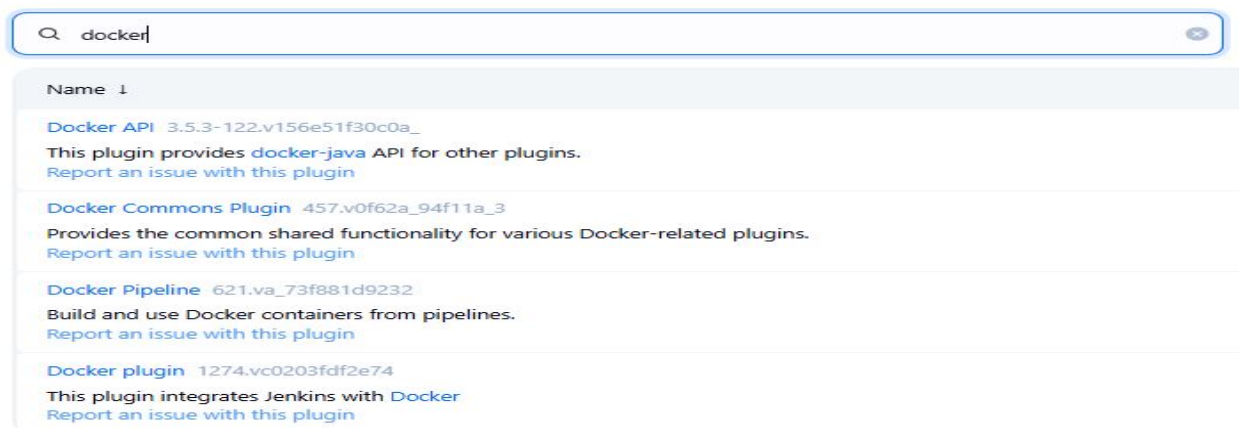 docker
Name ↓
Docker API 3.5.3-122.v156e51f30c0a_
This plugin provides docker-java API for other plugins.
Report an issue with this plugin
Docker Commons Plugin 457.v0f62a_94f11a_3
Provides the common shared functionality for various Docker-related plugins.
Report an issue with this plugin
Docker Pipeline 621.va_73f881d9232
Build and use Docker containers from pipelines.
Report an issue with this plugin
Docker plugin 1274.vc0203fdf2e74
This plugin integrates Jenkins with Docker
Report an issue with this plugin